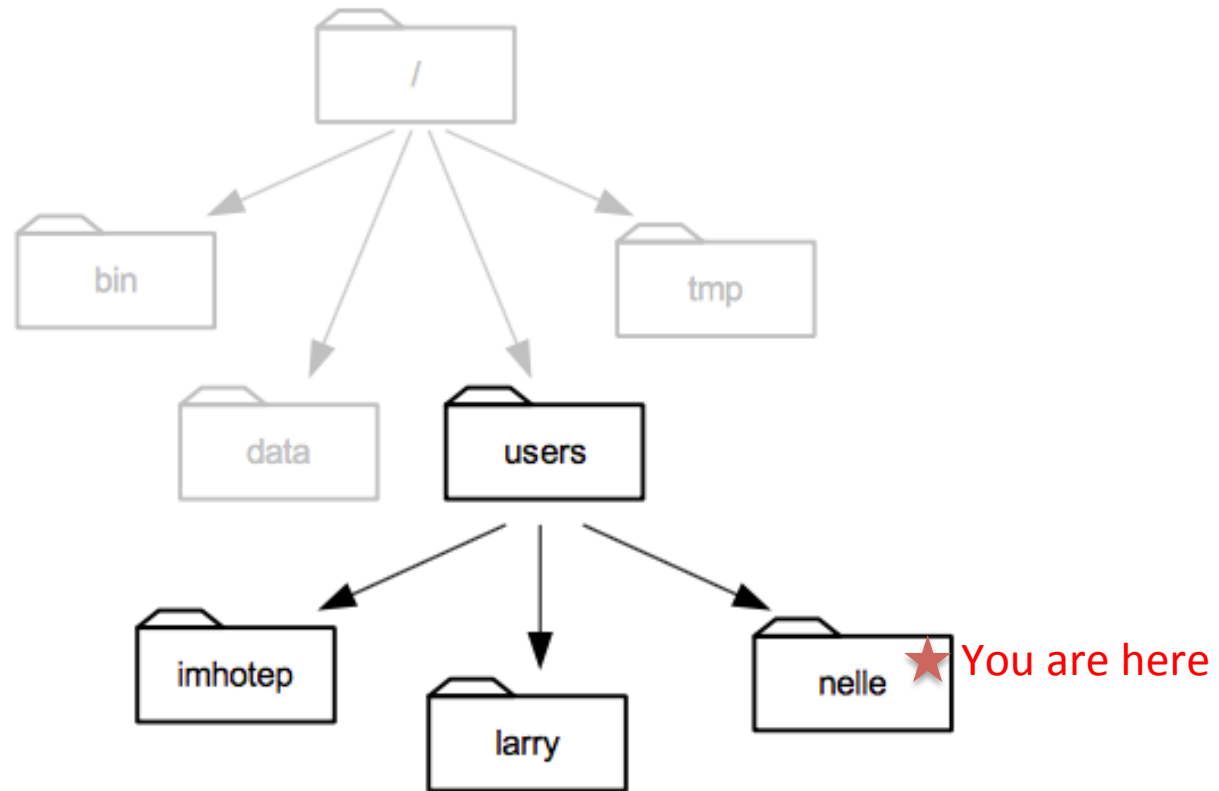 /
bin
tmp
data
users
imhotep
larry
nelle
You are here